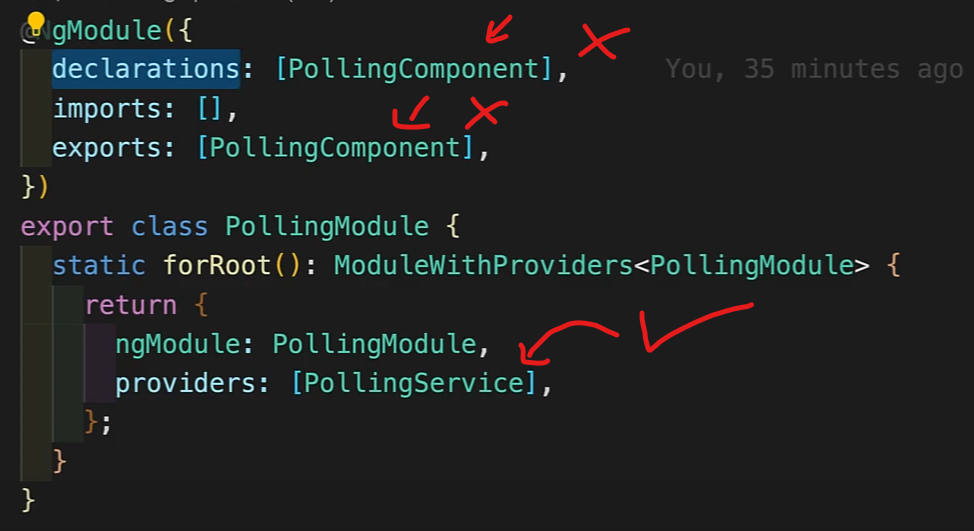 @NgModule({
declarations: [PollingComponent], You, 35 minutes ago
imports: [],
exports: [PollingComponent],
})
export class PollingModule {
static forRoot(): ModuleWithProviders<PollingModule> {
return {
ngModule: PollingModule,
providers: [PollingService],
};
}
}